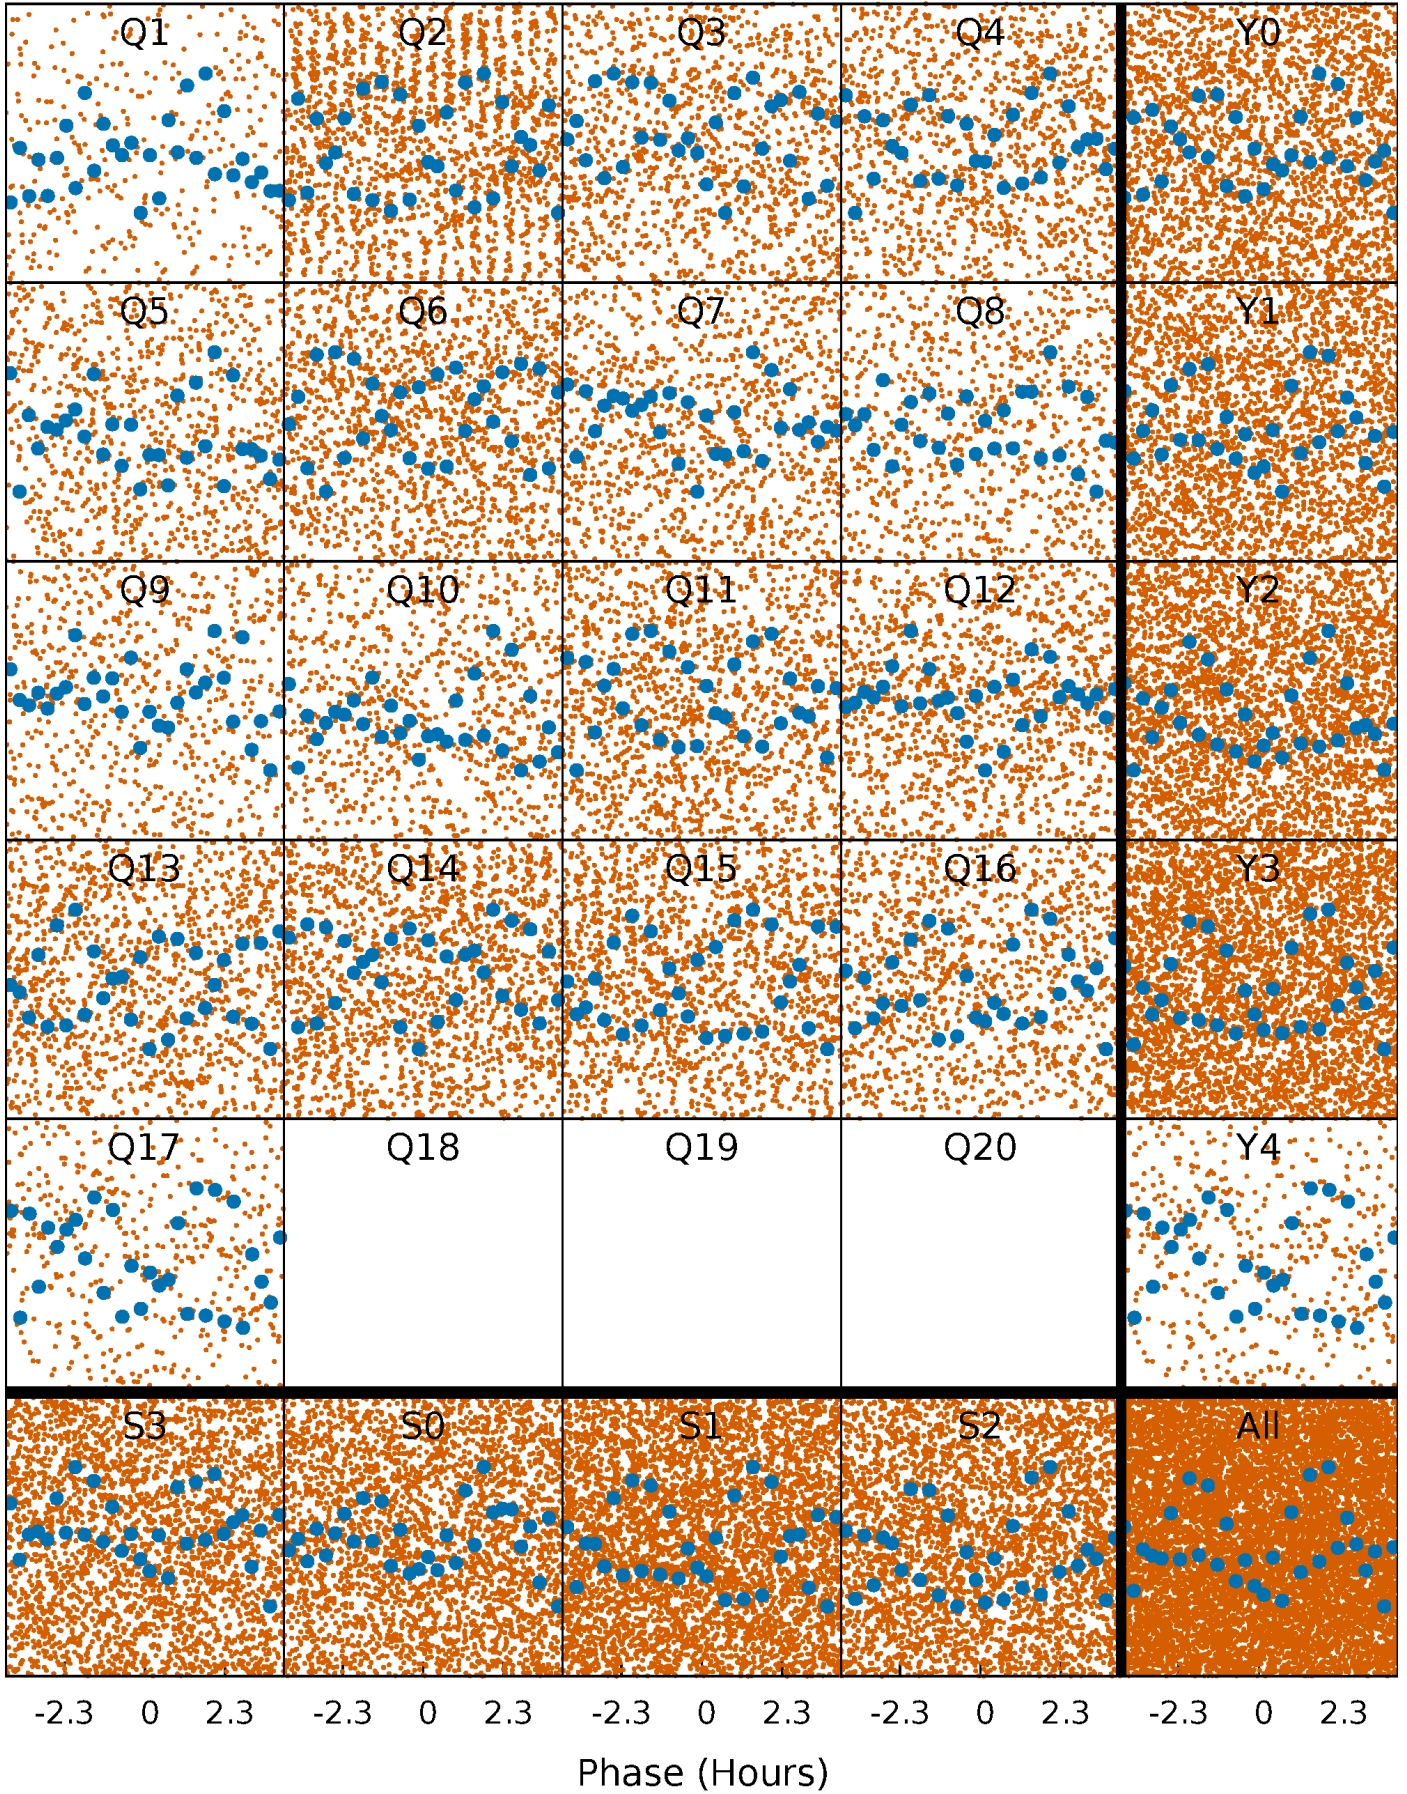 Q1 Q2 Q3 Q4 Y0
Q5 Q6 Q7 Q8 Y1
Q9 Q10 Q11 Q12 Y2
Q13 Q14 Q15 Q16 Y3
Q17 Q18 Q19 Q20 Y4
S3 S0 S1 S2 All
-2.3 0 2.3 -2.3 0 2.3 -2.3 0 2.3 -2.3 0 2.3 -2.3 0 2.3
Phase (Hours)